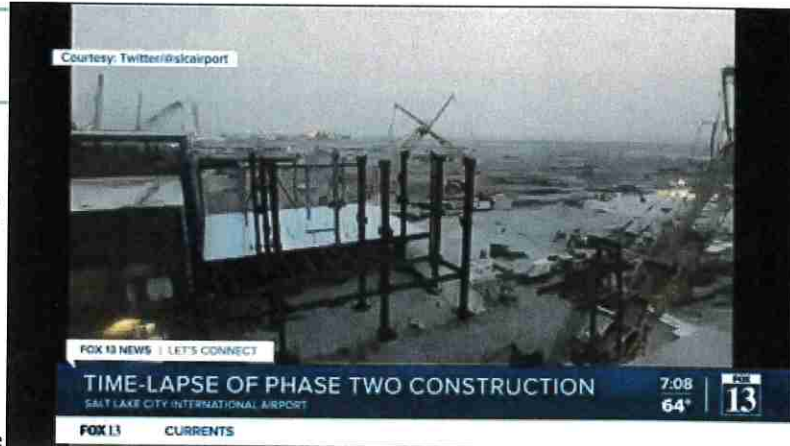 Courtesy: Twitter/@slcairport
FOX 13 NEWS | LET'S CONNECT
TIME-LAPSE OF PHASE TWO CONSTRUCTION
SALT LAKE CITY INTERNATIONAL AIRPORT
7:08
64°
FOX
13
FOX 13 CURRENTS